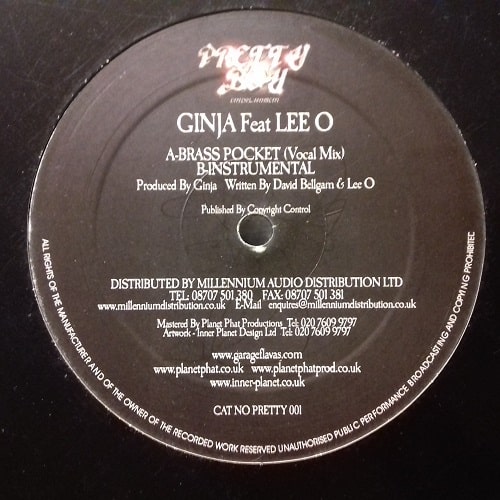 PRETTY
BOY
GINJA Feat LEE O
A-BRASS POCKET (Vocal Mix)
B-INSTRUMENTAL
Produced By Ginja Written By David Bellgam & Lee O
Published By Copyright Control
DISTRIBUTED BY MILLENNIUM AUDIO DISTRIBUTION LTD
TEL: 08707 501 380 FAX: 08707 501 381
www.millenniumdistribution.co.uk E-Mail enquires@millenniumdistribution.co.uk
Mastered By Planet Phat Productions Tel: 020 7609 9797
Artwork - Inner Planet Design Ltd Tel: 020 7609 9797
www.garageflavas.com
www.planetphat.co.uk www.planetphatprod.co.uk
www.inner-planet.co.uk
CAT NO PRETTY 001
ALL RIGHTS OF THE MANUFACTURER AND OF THE OWNER OF THE RECORDED WORK RESERVED UNAUTHORISED PUBLIC PERFORMANCE BROADCASTING AND COPYING PROHIBITED